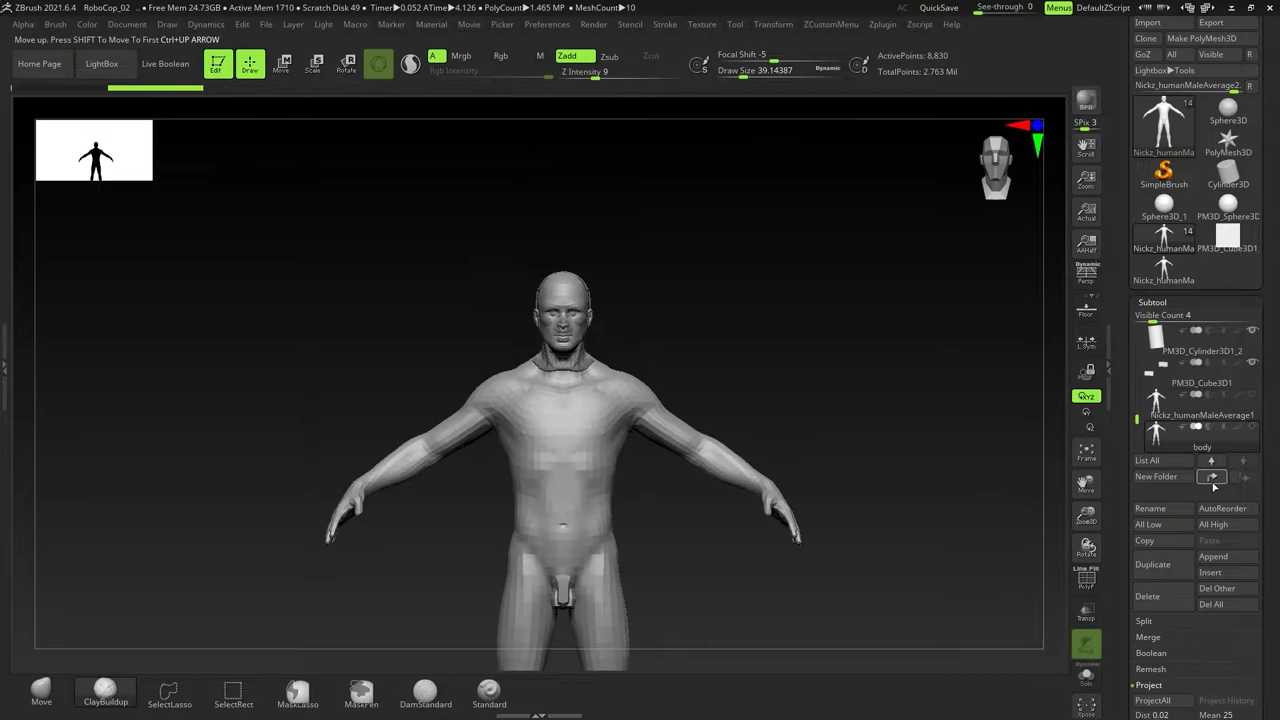 ZBrush 2021.6.4 RoboCop_02 .. • Free Mem 24.73GB • Active Mem 1710 • Scratch Disk 49 • Timer▶0.052 ATime▶4.126 • PolyCount▶1.465 MP • MeshCount▶10
AC QuickSave See-through 0 Menus DefaultZScript
Alpha Brush Color Document Draw Dynamics Edit File Layer Light Macro Marker Material Movie Picker Preferences Render Stencil Stroke Texture Tool Transform ZCustomMenu Zplugin Zscript Help
Move up. Press SHIFT To Move To First Ctrl+UP ARROW
Home Page LightBox Live Boolean
Edit Draw Move Scale Rotate
A Mrgb Rgb M Zadd Zsub Zcut
Rgb Intensity Z Intensity 9
Focal Shift -5
Draw Size 39.14387 Dynamic
S D
ActivePoints: 8,830
TotalPoints: 2.763 Mil
BPR
SPix 3
Scroll
Zoom
Actual
AAHalf
Dynamic
Persp
Floor
L.Sym
XYZ
Frame
Move
Zoom3D
Rotate
Line Fill
PolyF
Transp
Dynamic
Solo
Xpose
Import Export
Clone Make PolyMesh3D
GoZ All Visible R
Lightbox▶Tools
Nickz_humanMaleAverage2. R
14
Nickz_humanMa Sphere3D
PolyMesh3D
SimpleBrush Cylinder3D
Sphere3D_1 PM3D_Sphere3D
14
Nickz_humanMa PM3D_Cube3D1
Nickz_humanMa
Subtool
Visible Count 4
PM3D_Cylinder3D1_2
PM3D_Cube3D1
Nickz_humanMaleAverage1
body
List All
New Folder
Rename AutoReorder
All Low All High
Copy Paste
Duplicate Append
Insert
Delete Del Other
Del All
Split
Merge
Boolean
Remesh
Project
ProjectAll Project History
Dist 0.02 Mean 25
Move ClayBuildup SelectLasso SelectRect MaskLasso MaskPen DamStandard Standard